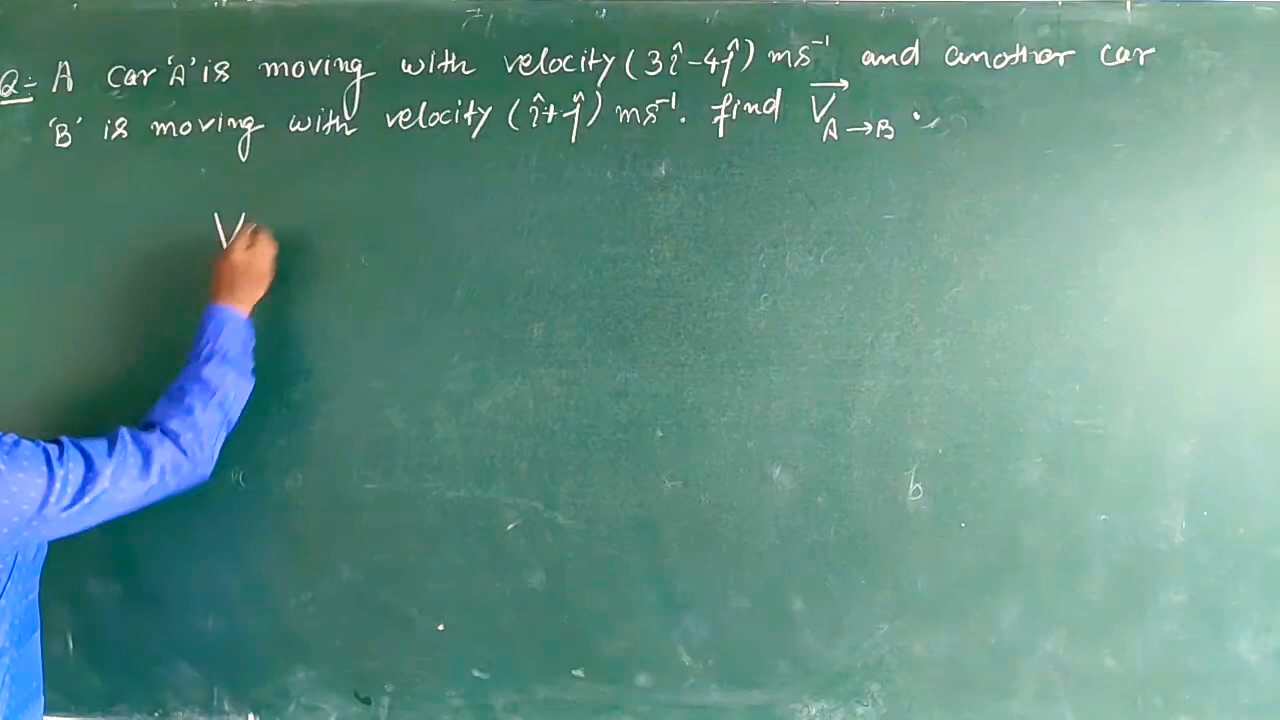 Q:- A car 'A' is moving with velocity (3î-4ĵ) ms⁻¹ and another car
'B' is moving with velocity (î+ĵ) ms⁻¹. find V⃗_A→B .
V
b